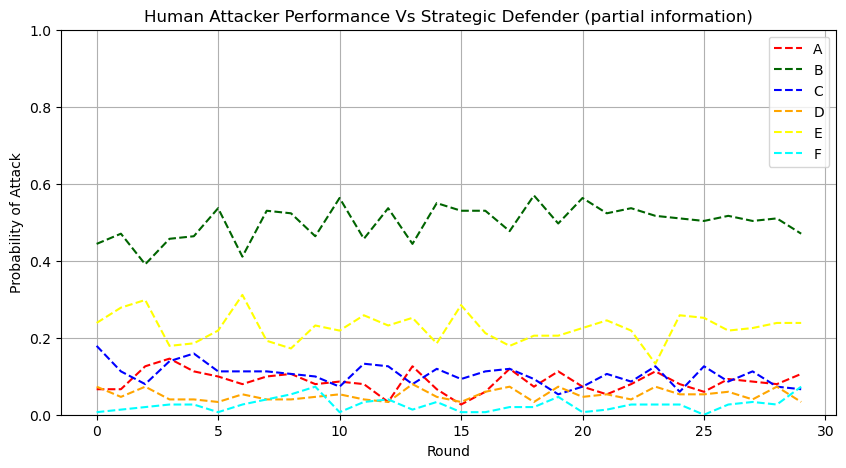 Human Attacker Performance Vs Strategic Defender (partial information)
1.0
0.8
0.6
0.4
0.2
0.0
Probability of Attack
0 5 10 15 20 25 30
Round
A
B
C
D
E
F